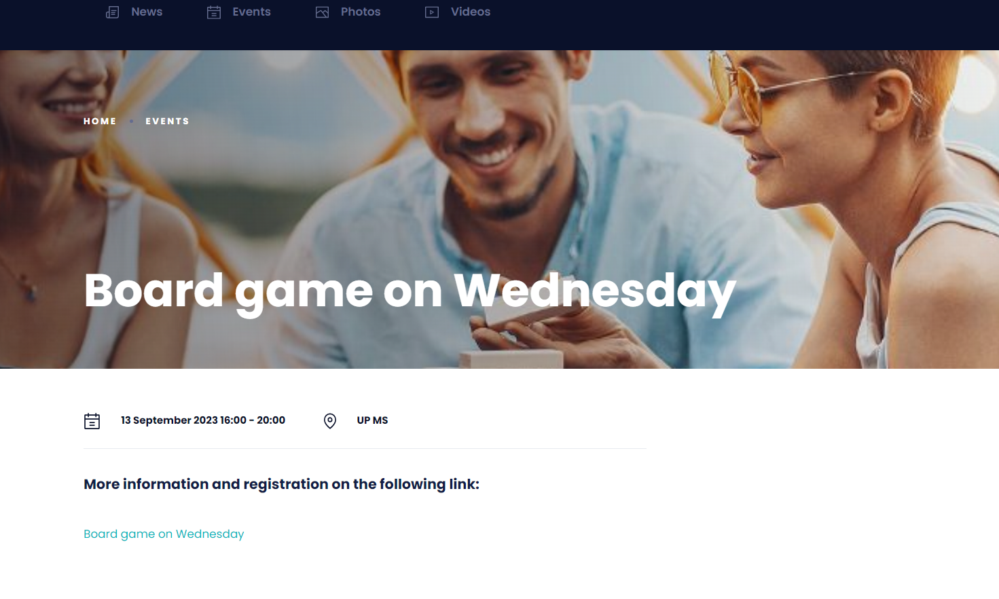 News Events Photos Videos
HOME • EVENTS
Board game on Wednesday
13 September 2023 16:00 - 20:00 UP MS
More information and registration on the following link:
Board game on Wednesday